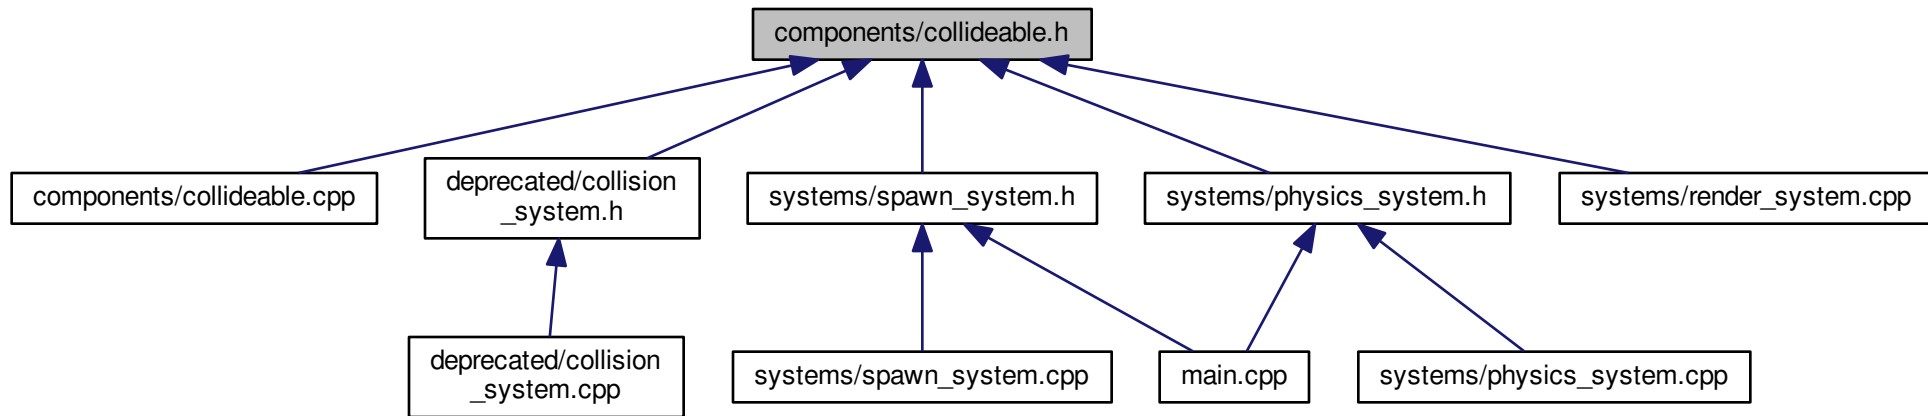 components/collideable.h
components/collideable.cpp
deprecated/collision
_system.h
systems/spawn_system.h
systems/physics_system.h
systems/render_system.cpp
deprecated/collision
_system.cpp
systems/spawn_system.cpp
main.cpp
systems/physics_system.cpp